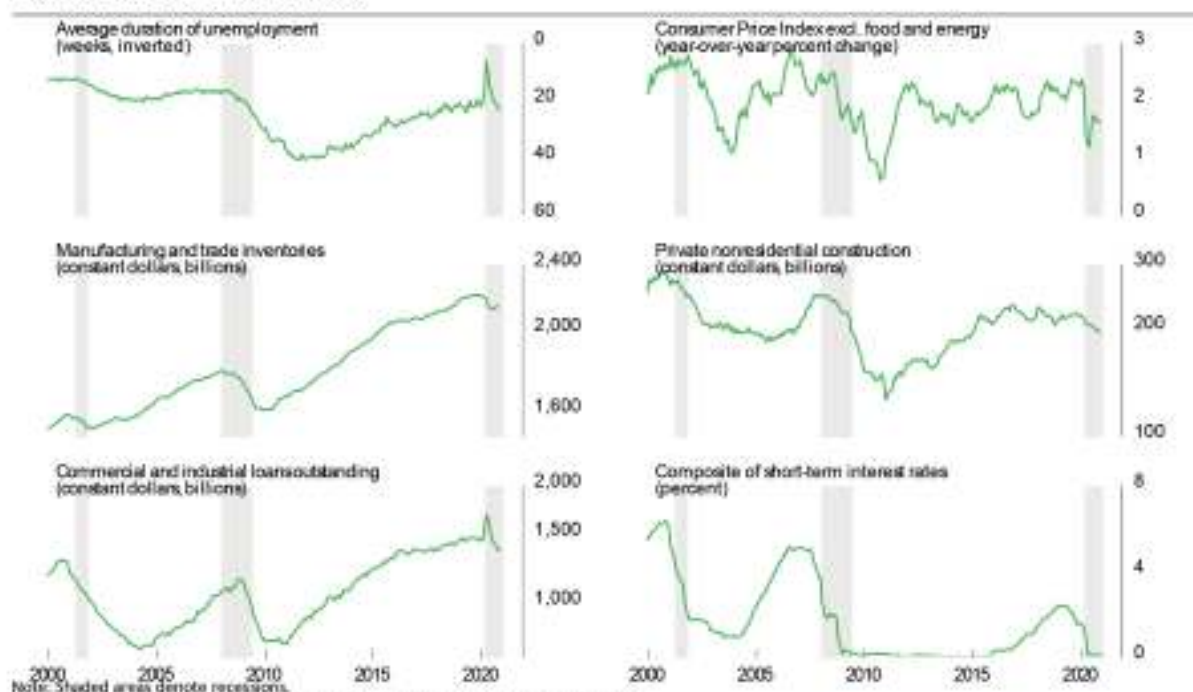 Average duration of unemployment
(weeks, inverted)
0
20
40
60
Consumer Price Index excl. food and energy
(year-over-year percent change)
3
2
1
0
Manufacturing and trade inventories
(constant dollars, billions)
2,400
2,000
1,600
Private nonresidential construction
(constant dollars, billions)
300
200
100
Commercial and industrial loans outstanding
(constant dollars, billions)
2,000
1,500
1,000
Composite of short-term interest rates
(percent)
8
4
0
2000 2005 2010 2015 2020
2000 2005 2010 2015 2020
Note: Shaded areas denote recessions.